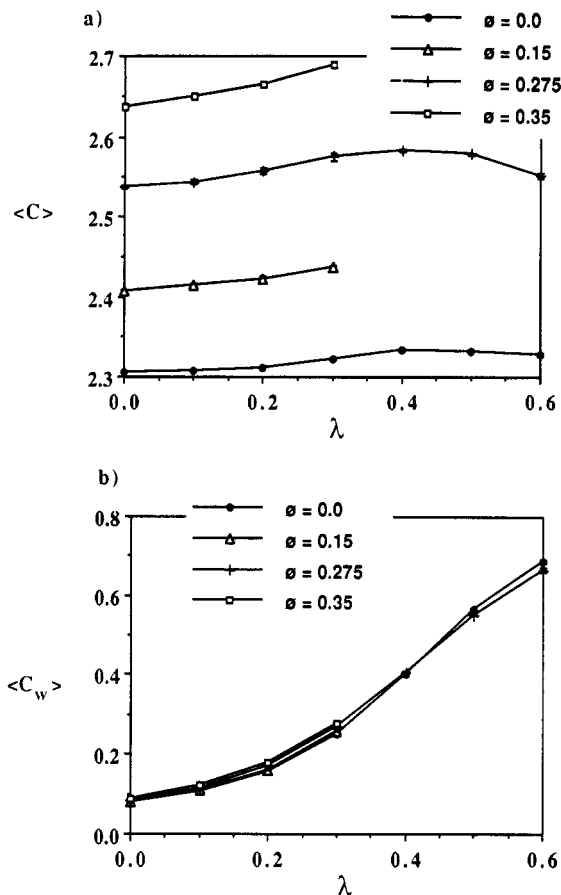 a)
ø = 0.0
ø = 0.15
ø = 0.275
ø = 0.35
2.7
2.6
2.5
2.4
2.3
<C>
0.0 0.2 0.4 0.6
λ
b)
ø = 0.0
ø = 0.15
ø = 0.275
ø = 0.35
0.8
0.6
0.4
0.2
0.0
<C_w>
0.0 0.2 0.4 0.6
λ